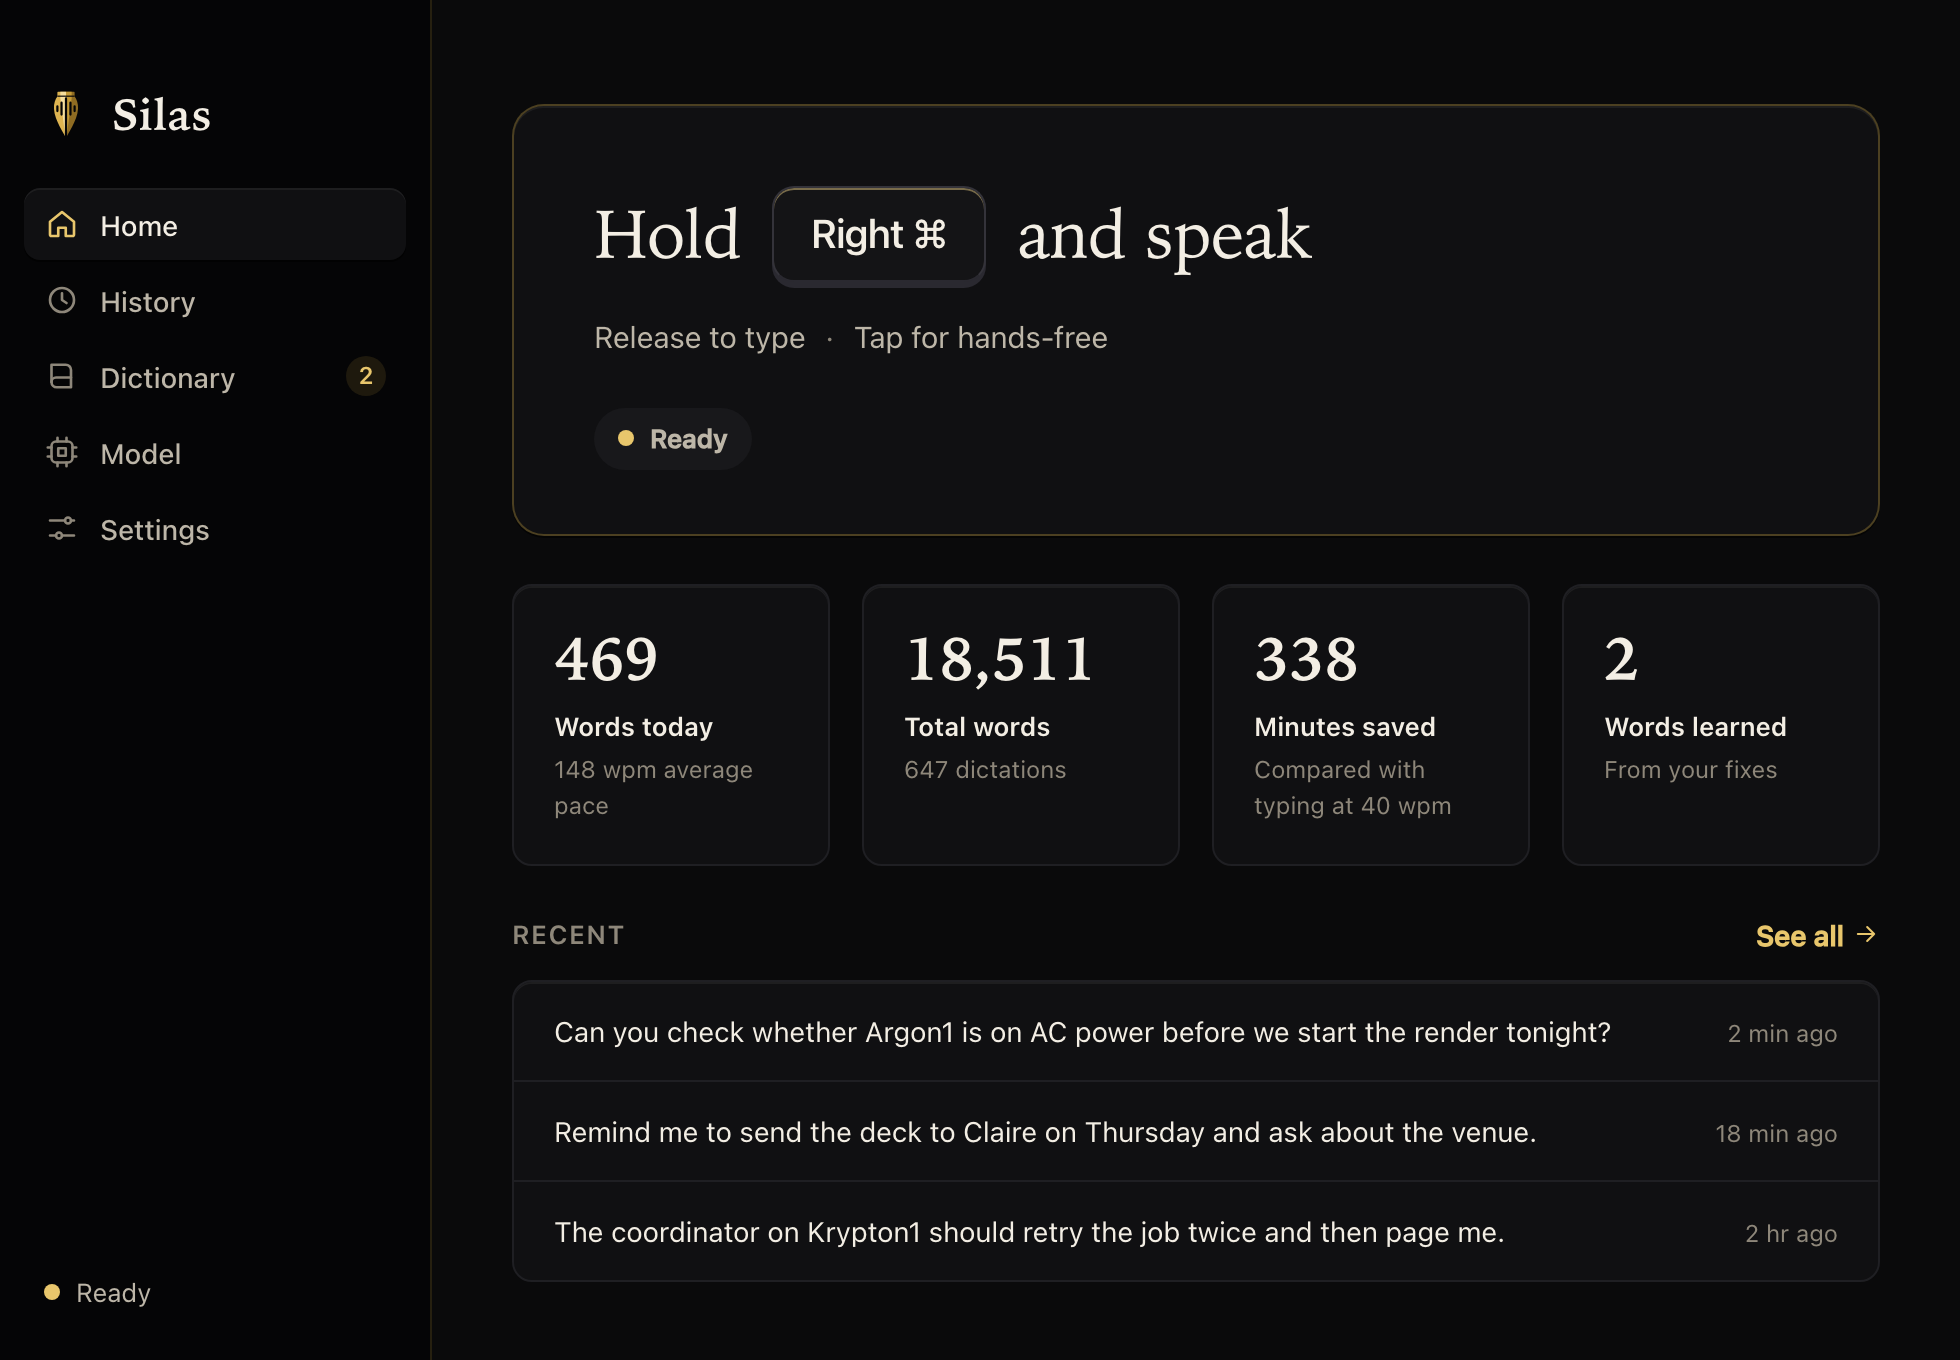 Silas
Home
History
Dictionary 2
Model
Settings
Ready
Hold Right ⌘ and speak
Release to type · Tap for hands-free
Ready
469
Words today
148 wpm average
pace
18,511
Total words
647 dictations
338
Minutes saved
Compared with
typing at 40 wpm
2
Words learned
From your fixes
RECENT
See all →
Can you check whether Argon1 is on AC power before we start the render tonight? 2 min ago
Remind me to send the deck to Claire on Thursday and ask about the venue. 18 min ago
The coordinator on Krypton1 should retry the job twice and then page me. 2 hr ago